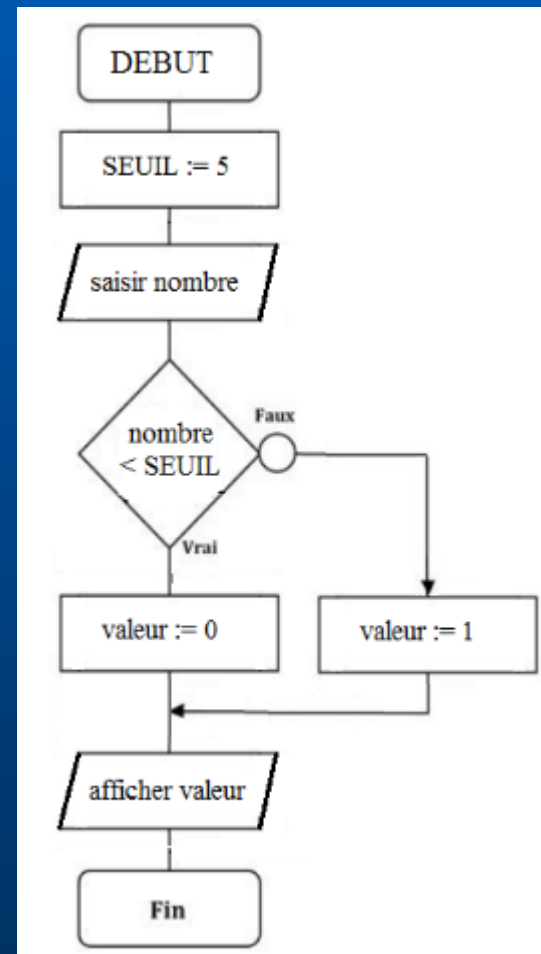 DEBUT
SEUIL := 5
saisir nombre
nombre
< SEUIL
Faux
Vrai
valeur := 0
valeur := 1
afficher valeur
Fin